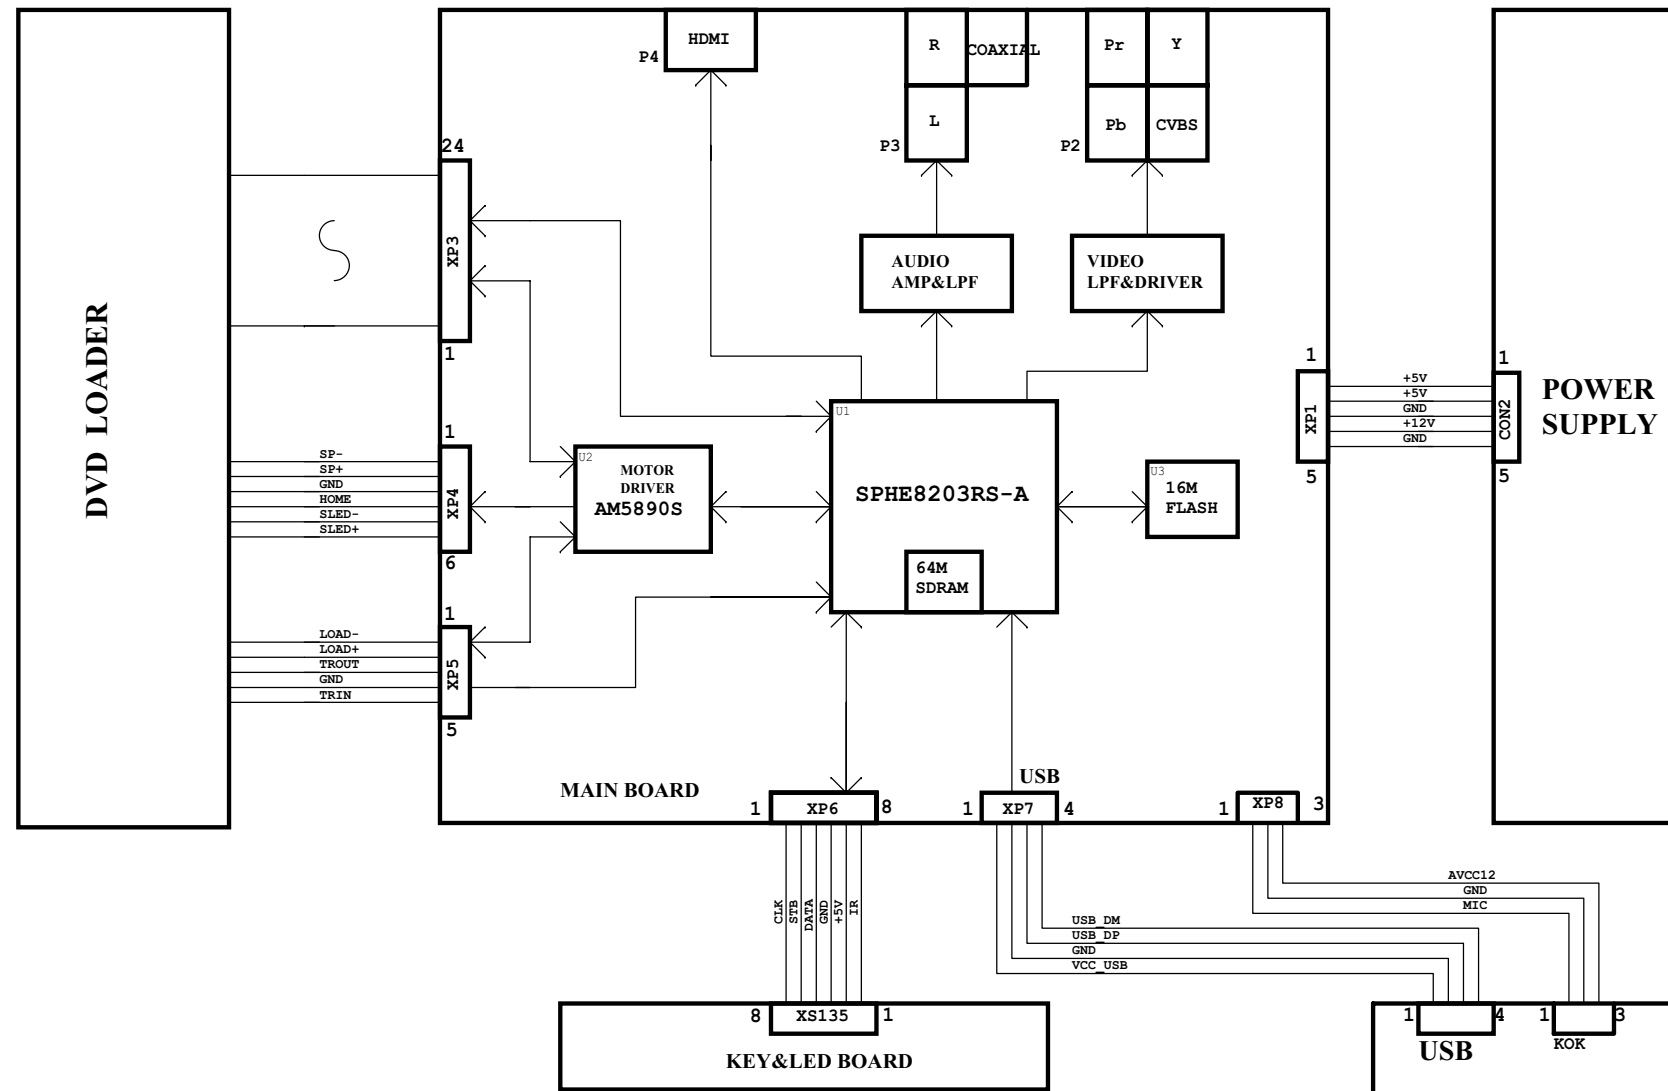 DVD LOADER
HDMI
P4
R
COAXIAL
L
P3
Pr
Y
Pb
CVBS
P2
24
XP3
1
AUDIO
AMP&LPF
VIDEO
LPF&DRIVER
1
XP1
5
+5V
+5V
GND
+12V
GND
1
CON2
5
POWER
SUPPLY
SP-
SP+
GND
HOME
SLED-
SLED+
1
XP4
6
U2
MOTOR
DRIVER
AM5890S
U1
SPHE8203RS-A
64M
SDRAM
U3
16M
FLASH
LOAD-
LOAD+
TROUT
GND
TRIN
1
XP5
5
MAIN BOARD
1
XP6
8
USB
1
XP7
4
1
XP8
3
CLK
STB
DATA
GND
+5V
IR
AVCC12
GND
MIC
USB_DM
USB_DP
GND
VCC_USB
8
XS135
1
KEY&LED BOARD
1
4
USB
1
3
KOK